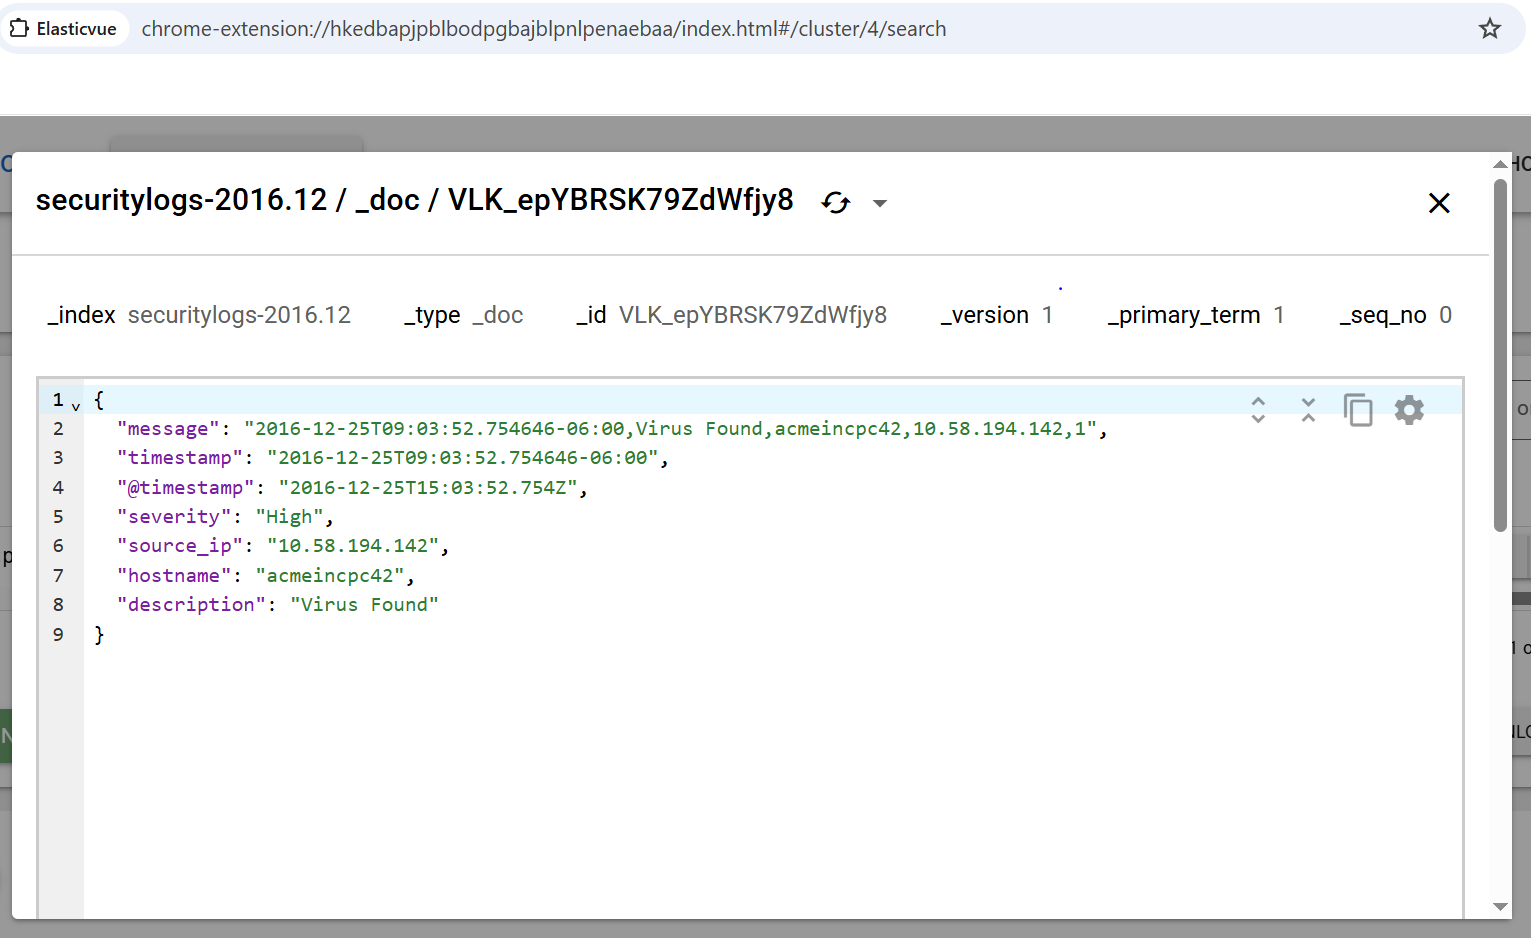 Elasticvue chrome-extension://hkedbapjpblbodpgbajblpnlpenaebaa/index.html#/cluster/4/search
securitylogs-2016.12 / _doc / VLK_epYBRSK79ZdWfjy8
_index securitylogs-2016.12 _type _doc _id VLK_epYBRSK79ZdWfjy8 _version 1 _primary_term 1 _seq_no 0
1 {
2 "message": "2016-12-25T09:03:52.754646-06:00,Virus Found,acmeincpc42,10.58.194.142,1",
3 "timestamp": "2016-12-25T09:03:52.754646-06:00",
4 "@timestamp": "2016-12-25T15:03:52.754Z",
5 "severity": "High",
6 "source_ip": "10.58.194.142",
7 "hostname": "acmeincpc42",
8 "description": "Virus Found"
9 }